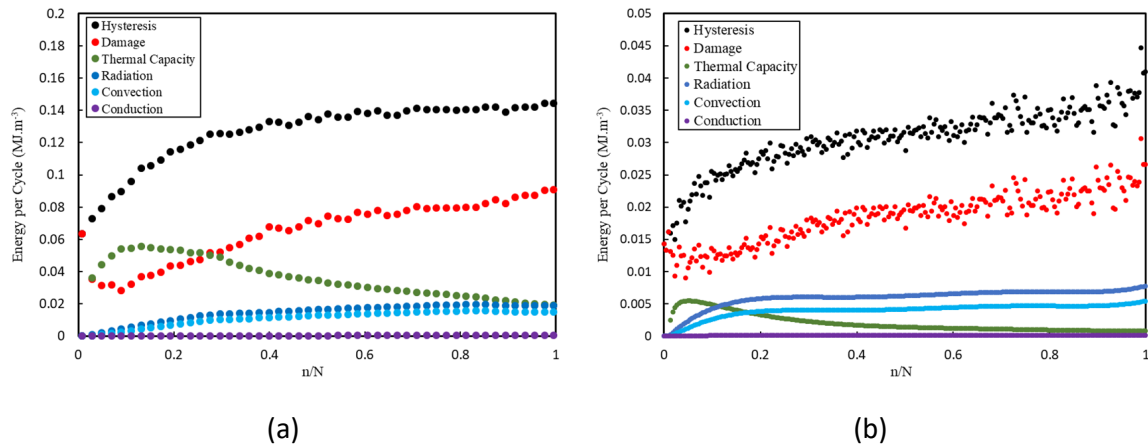 0.2
0.18
0.16
0.14
0.12
0.1
0.08
0.06
0.04
0.02
0
Energy per Cycle (MJ.m⁻³)
Hysteresis
Damage
Thermal Capacity
Radiation
Convection
Conduction
0 0.2 0.4 0.6 0.8 1
n/N
(a)
0.05
0.045
0.04
0.035
0.03
0.025
0.02
0.015
0.01
0.005
0
Energy per Cycle (MJ.m⁻³)
Hysteresis
Damage
Thermal Capacity
Radiation
Convection
Conduction
0 0.2 0.4 0.6 0.8 1
n/N
(b)